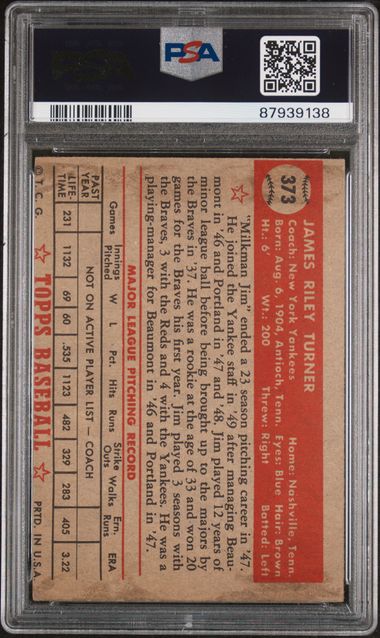 PSA
PSA
87939138
373
JAMES RILEY TURNER
Coach: New York Yankees Home: Nashville, Tenn.
Born: Aug. 6, 1904, Antioch, Tenn. Eyes: Blue Hair: Brown
Ht.: 6' Wt.: 200 Threw: Right Batted: Left
"Milkman Jim" ended a 23 season pitching career in '47.
He joined the Yankee staff in '49 after managing Beau-
mont in '46 and Portland in '47 and '48. Jim played 12 years of
minor league ball before being brought up to the majors by
the Braves in '37. He was a rookie at the age of 33 and won 20
games for the Braves his first year. Jim played 3 seasons with
the Braves, 3 with the Reds and 4 with the Yankees. He was a
playing-manager for Beaumont in '46 and Portland in '47.
MAJOR LEAGUE PITCHING RECORD
Games Innings Pitched W L Pct. Hits Runs Strike Outs Walks Ern. Runs ERA
PAST YEAR NOT ON ACTIVE PLAYER LIST—COACH
LIFE-TIME 231 1132 69 60 .535 1123 482 329 283 405 3.22
© T. C. G. TOPPS BASEBALL PRTD. IN U.S.A.